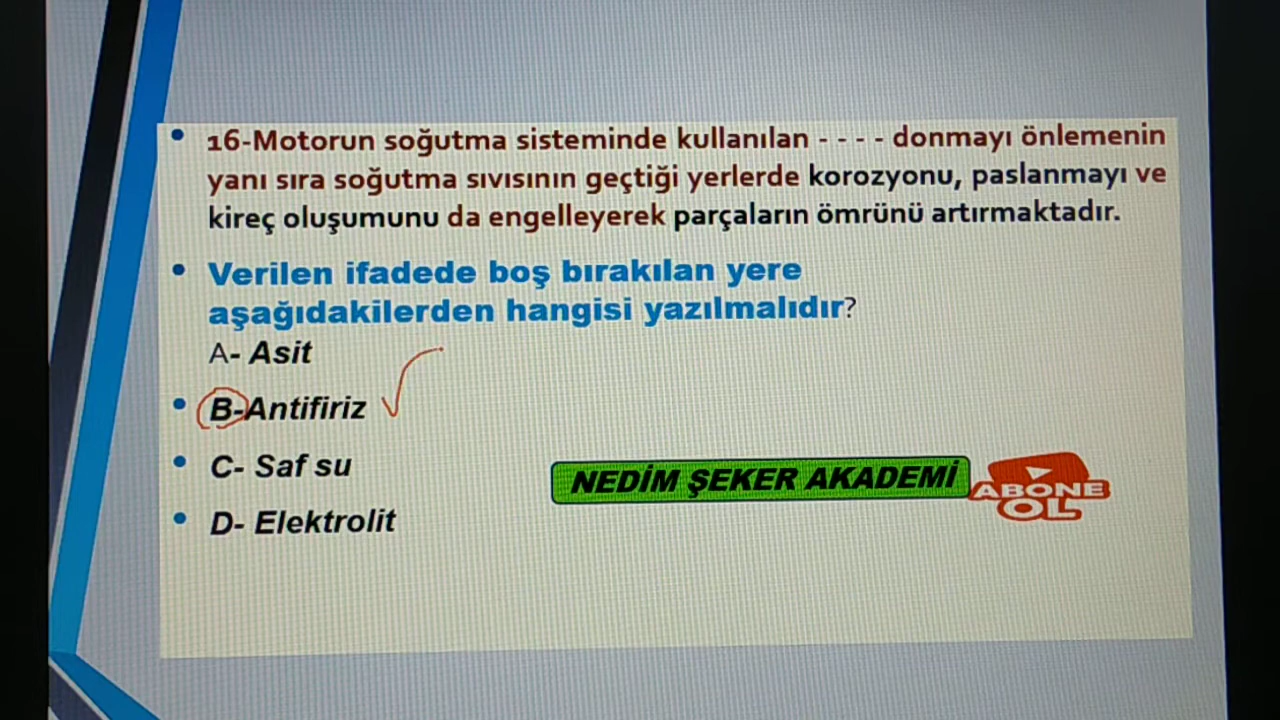 16-Motorun soğutma sisteminde kullanılan - - - - donmayı önlemenin
yanı sıra soğutma sıvısının geçtiği yerlerde korozyonu, paslanmayı ve
kireç oluşumunu da engelleyerek parçaların ömrünü artırmaktadır.
Verilen ifadede boş bırakılan yere
aşağıdakilerden hangisi yazılmalıdır?
A- Asit
B-Antifiriz
C- Saf su
D- Elektrolit
NEDİM ŞEKER AKADEMİ
ABONE
OL